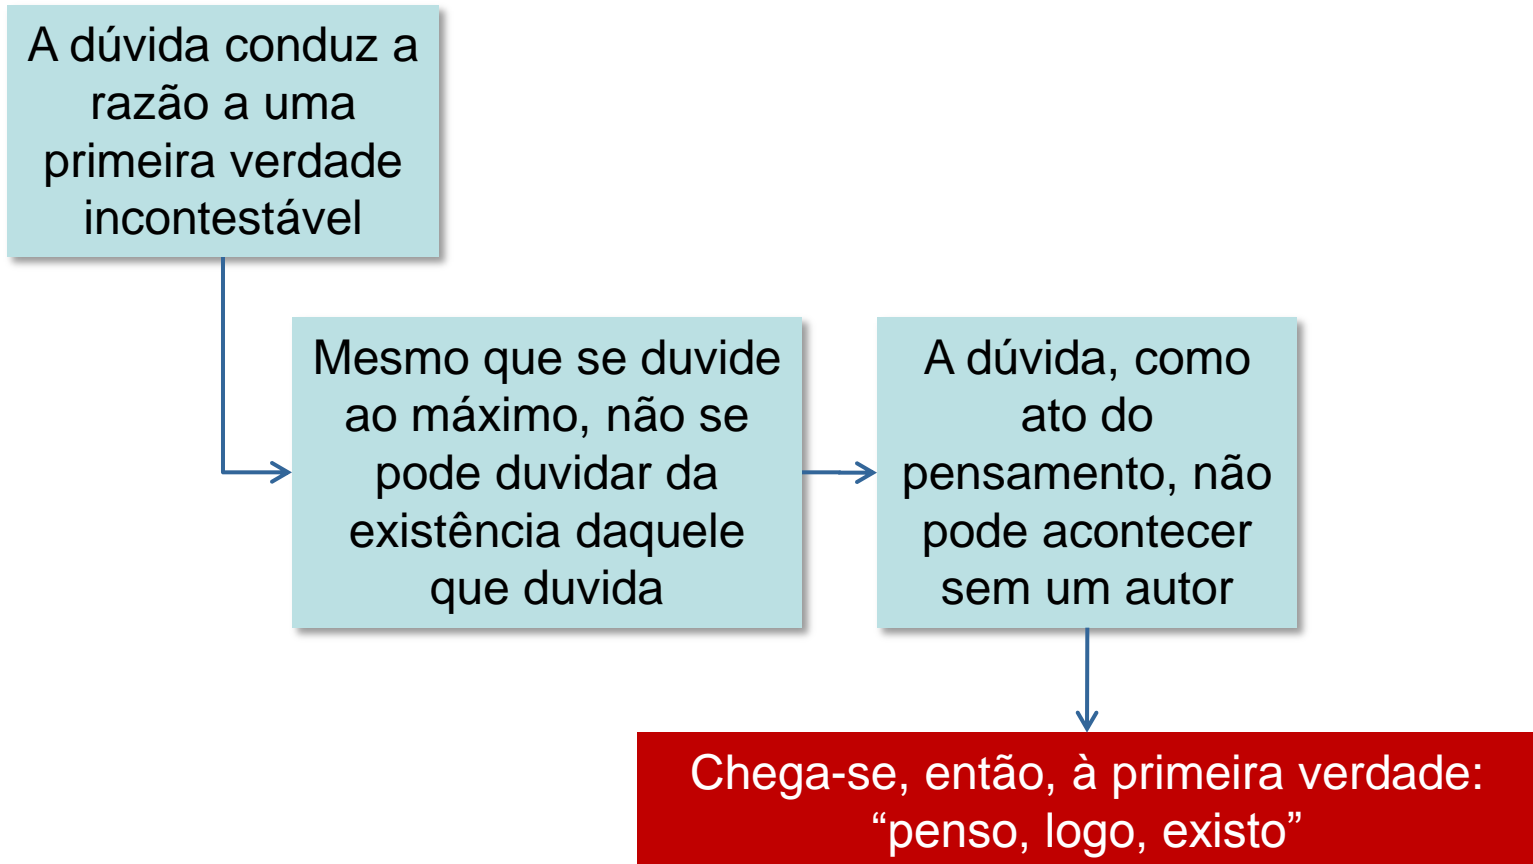 A dúvida conduz a
razão a uma
primeira verdade
incontestável
Mesmo que se duvide
ao máximo, não se
pode duvidar da
existência daquele
que duvida
A dúvida, como
ato do
pensamento, não
pode acontecer
sem um autor
Chega-se, então, à primeira verdade:
“penso, logo, existo”